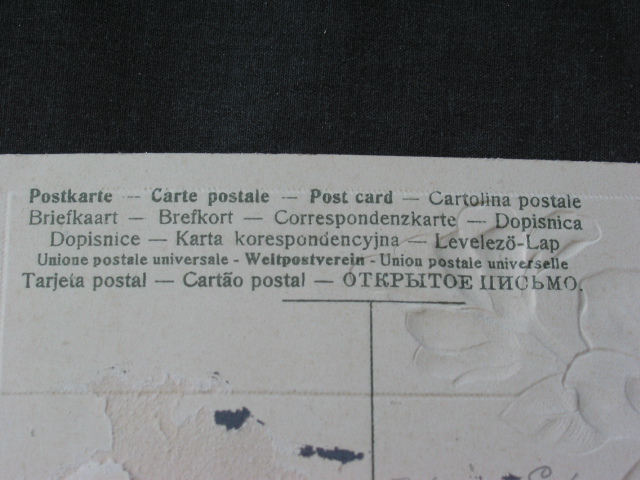 Postkarte — Carte postale — Post card — Cartolina postale
Briefkaart — Brefkort — Correspondenzkarte — Dopisnica
Dopisnice — Karta korespondencyjna — Levelező-Lap
Unione postale universale - Weltpostverein - Union postale universelle
Tarjeta postal — Cartão postal — ОТКРЫТОЕ ПИСЬМО.